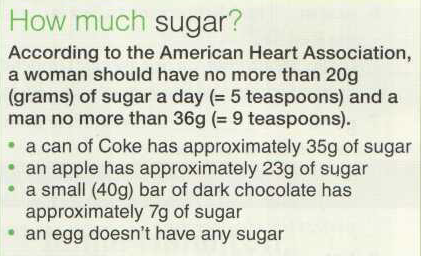 How much sugar?
According to the American Heart Association,
a woman should have no more than 20g
(grams) of sugar a day (= 5 teaspoons) and a
man no more than 36g (= 9 teaspoons).
• a can of Coke has approximately 35g of sugar
• an apple has approximately 23g of sugar
• a small (40g) bar of dark chocolate has
approximately 7g of sugar
• an egg doesn't have any sugar